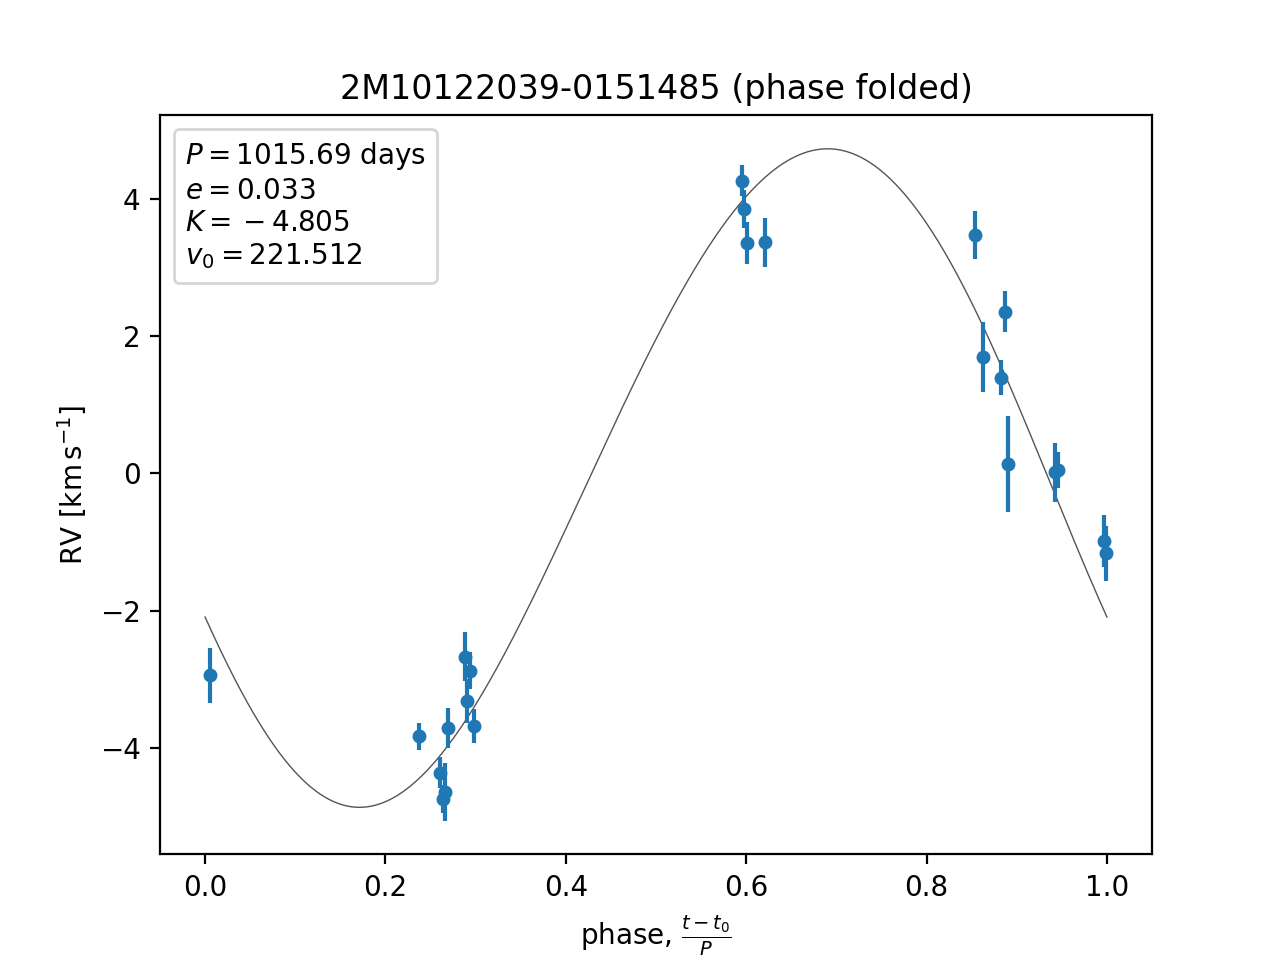 2M10122039-0151485 (phase folded)
P = 1015.69 days
e = 0.033
K = −4.805
v₀ = 221.512
RV [km s⁻¹]
4
2
0
−2
−4
0.0 0.2 0.4 0.6 0.8 1.0
phase, (t − t₀)/P